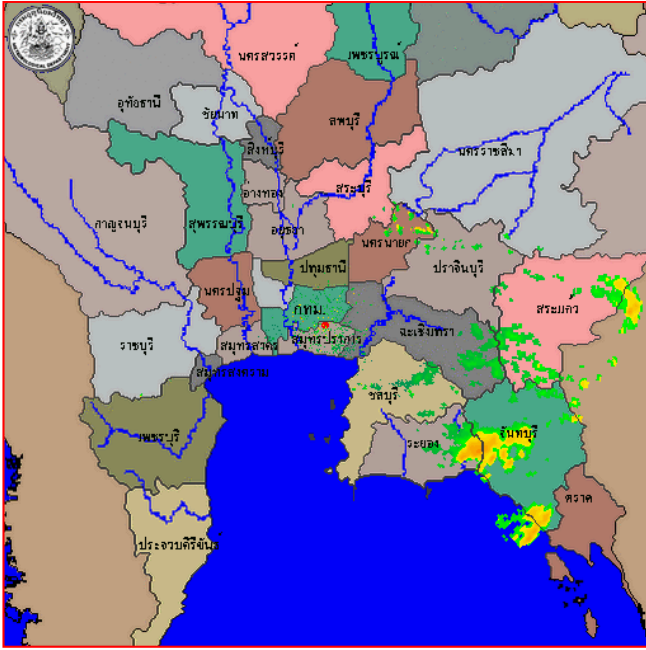 นครสวรรค์
เพชรบูรณ์
อุทัยธานี
ชัยนาท
ลพบุรี
สิงห์บุรี
นครราชสีมา
อ่างทอง
สระบุรี
กาญจนบุรี
สุพรรณบุรี
อยุธยา
นครนายก
ปราจีนบุรี
ปทุมธานี
นครปฐม
กทม.
สระแก้ว
ฉะเชิงเทรา
ราชบุรี
สมุทรสาคร
สมุทรปราการ
สมุทรสงคราม
ชลบุรี
เพชรบุรี
ระยอง
จันทบุรี
ตราด
ประจวบคีรีขันธ์